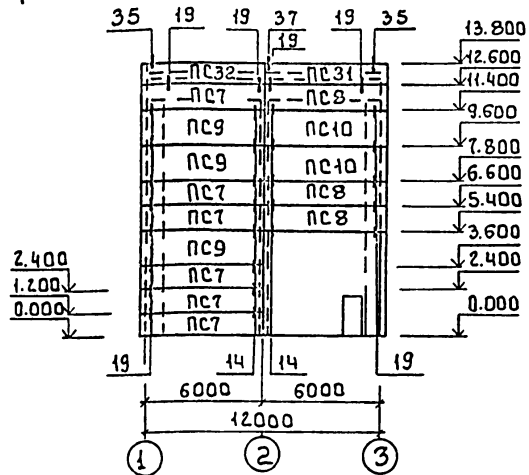 35 19 19 37 19 35
19
13.800
12.600
ПС32 ПС31
11.400
ПС7 ПС8
9.600
ПС9 ПС10
7.800
ПС9 ПС10
6.600
ПС7 ПС8
5.400
ПС7 ПС8
3.600
ПС9
2.400 2.400
ПС7
1.200
ПС7
0.000 0.000
ПС7
19 14 14 19
6000 6000
12000
1 2 3